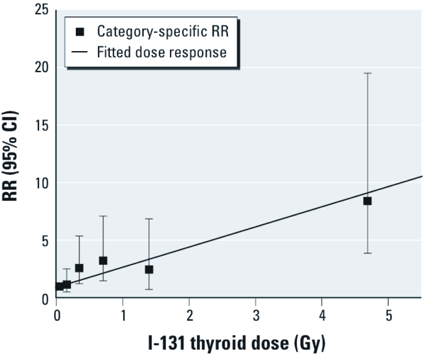 25
20
15
10
5
0
RR (95% CI)
Category-specific RR
Fitted dose response
0 1 2 3 4 5
I-131 thyroid dose (Gy)